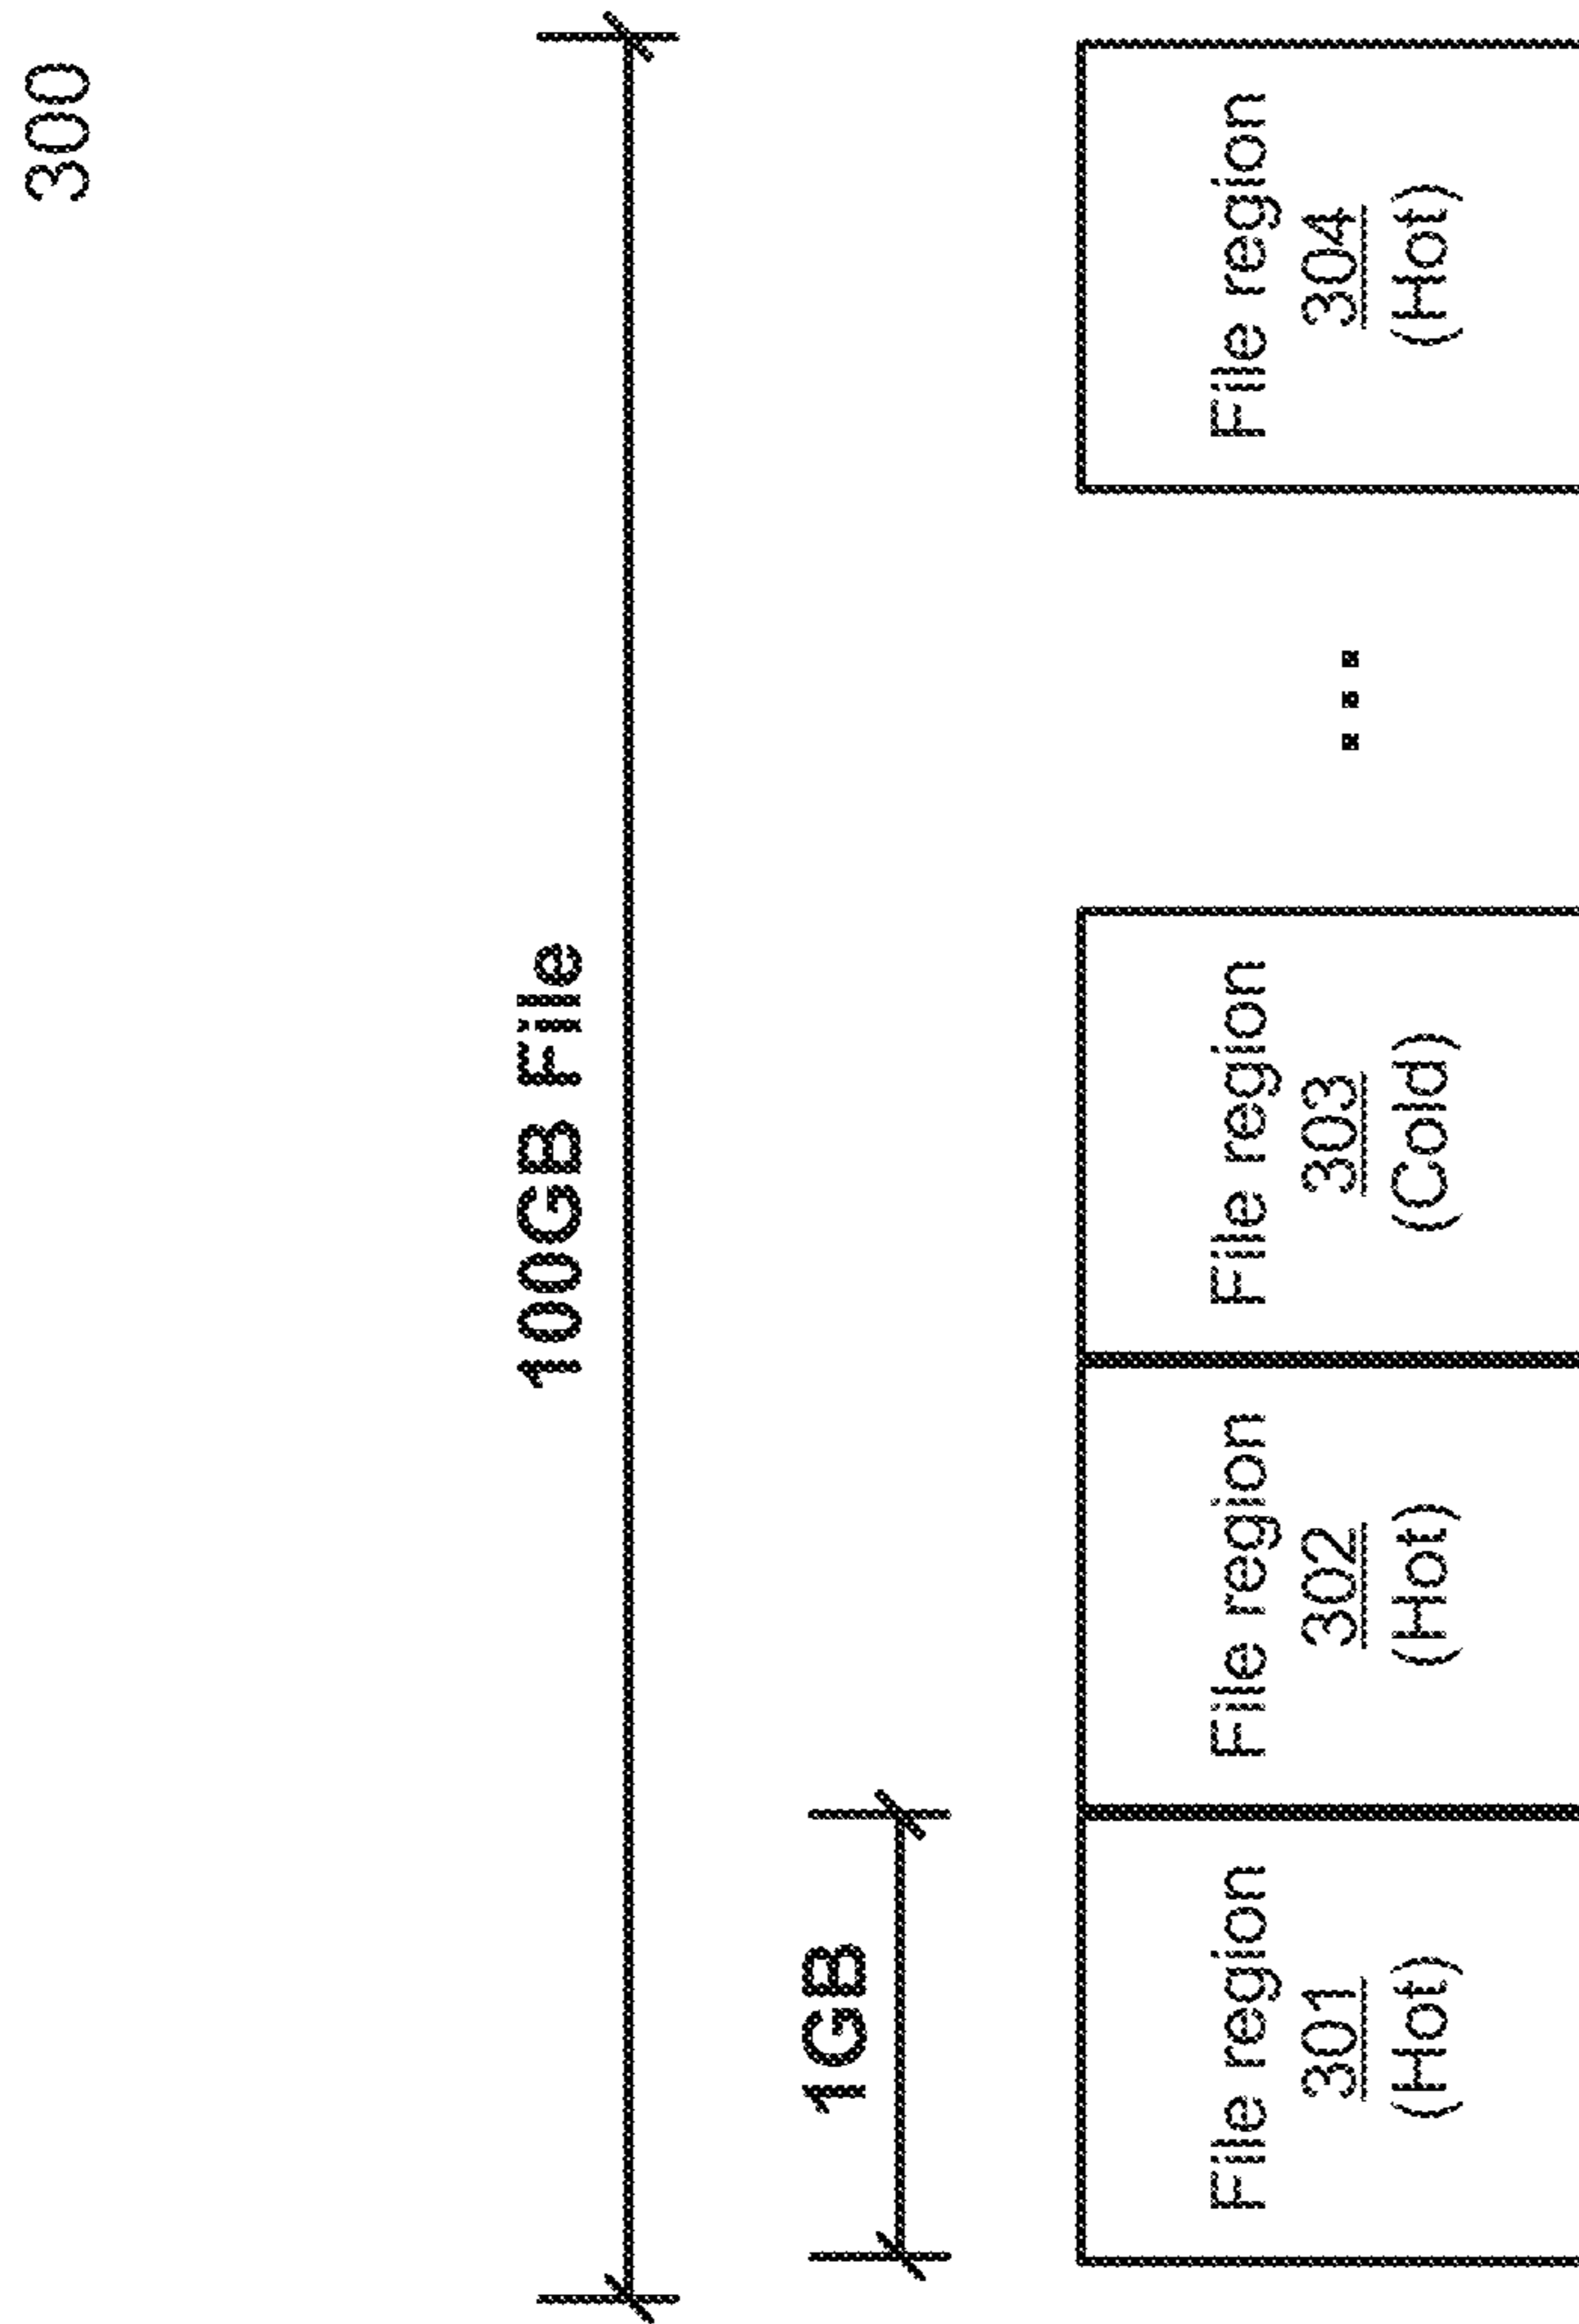 300
100GB File
1GB
File region
301
(Hot)
File region
302
(Hot)
File region
303
(Cold)
...
File region
304
(Hot)